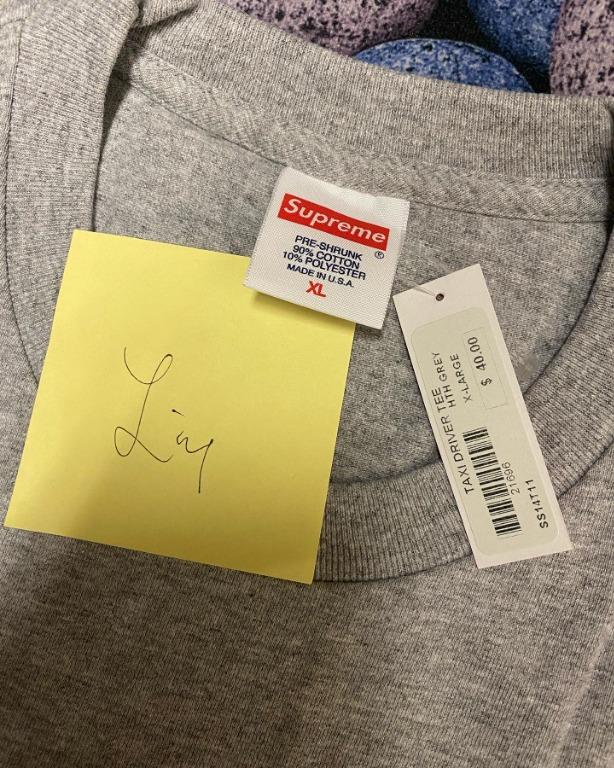 Supreme®
PRE-SHRUNK
90% COTTON
10% POLYESTER
MADE IN U.S.A.
XL
TAXI DRIVER TEE
HTH GREY
X-LARGE
$ 40.00
21696
SS14T11